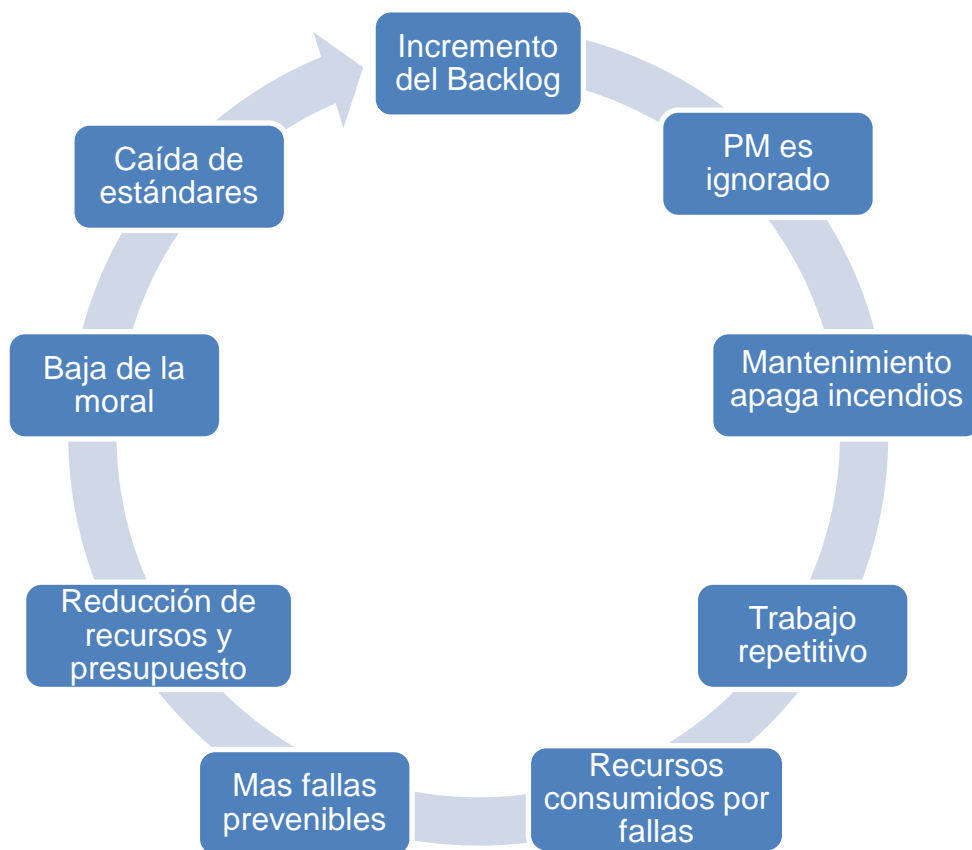 Incremento
del Backlog
PM es
ignorado
Mantenimiento
apaga incendios
Trabajo
repetitivo
Recursos
consumidos por
fallas
Mas fallas
prevenibles
Reducción de
recursos y
presupuesto
Baja de la
moral
Caída de
estándares